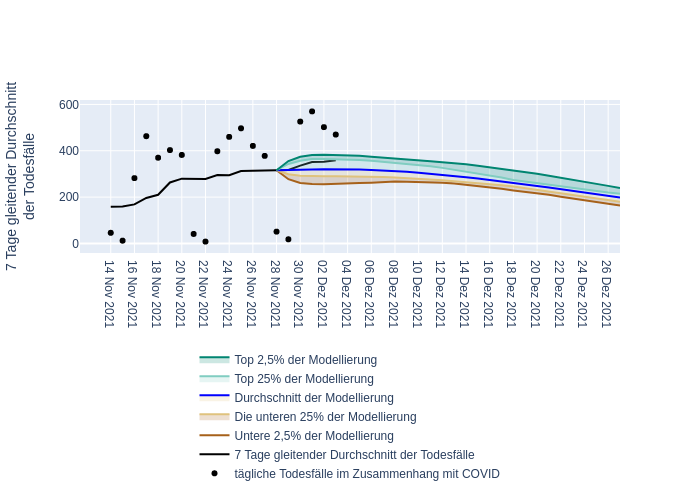 7 Tage gleitender Durchschnitt
der Todesfälle
600
400
200
0
14 Nov 2021
16 Nov 2021
18 Nov 2021
20 Nov 2021
22 Nov 2021
24 Nov 2021
26 Nov 2021
28 Nov 2021
30 Nov 2021
02 Dez 2021
04 Dez 2021
06 Dez 2021
08 Dez 2021
10 Dez 2021
12 Dez 2021
14 Dez 2021
16 Dez 2021
18 Dez 2021
20 Dez 2021
22 Dez 2021
24 Dez 2021
26 Dez 2021
Top 2,5% der Modellierung
Top 25% der Modellierung
Durchschnitt der Modellierung
Die unteren 25% der Modellierung
Untere 2,5% der Modellierung
7 Tage gleitender Durchschnitt der Todesfälle
tägliche Todesfälle im Zusammenhang mit COVID